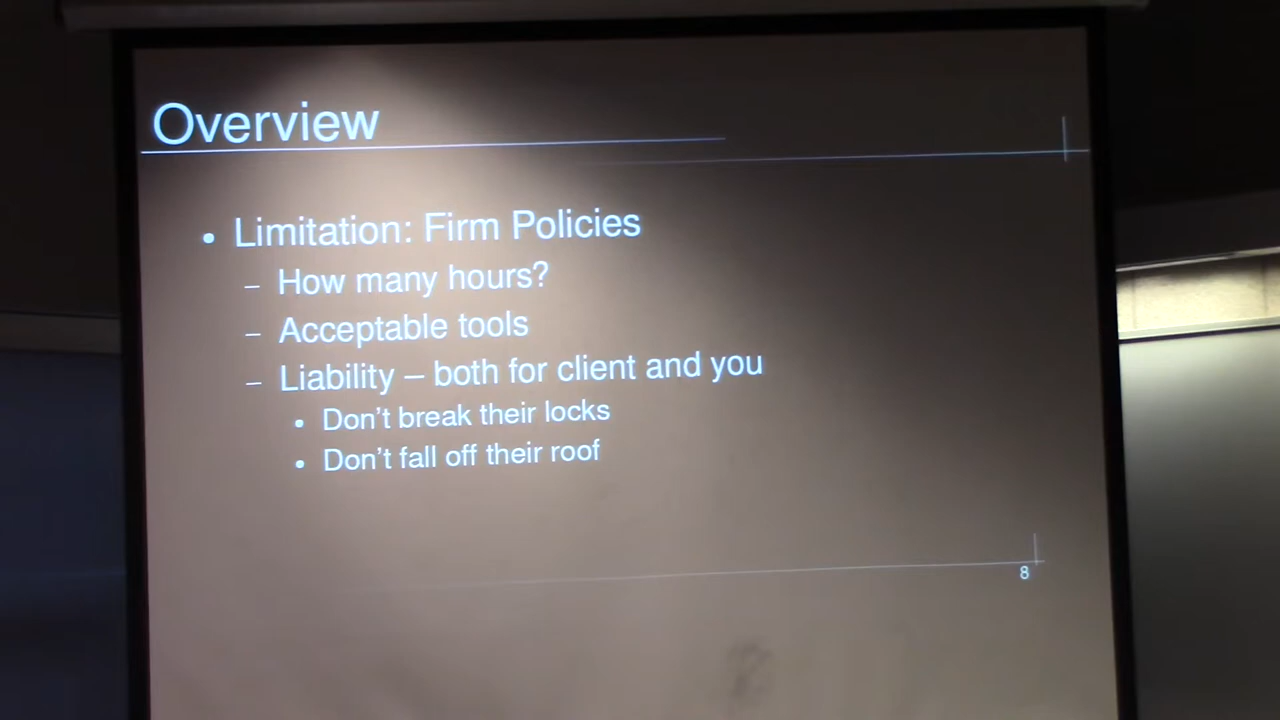 Overview
• Limitation: Firm Policies
– How many hours?
– Acceptable tools
– Liability – both for client and you
• Don't break their locks
• Don't fall off their roof
8